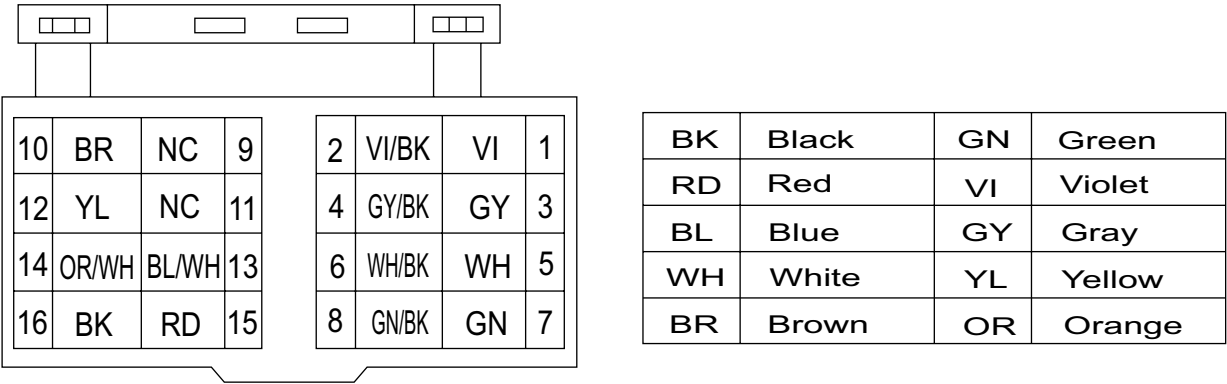 10 BR NC 9 2 VI/BK VI 1
12 YL NC 11 4 GY/BK GY 3
14 OR/WH BL/WH 13 6 WH/BK WH 5
16 BK RD 15 8 GN/BK GN 7
BK Black GN Green
RD Red VI Violet
BL Blue GY Gray
WH White YL Yellow
BR Brown OR Orange